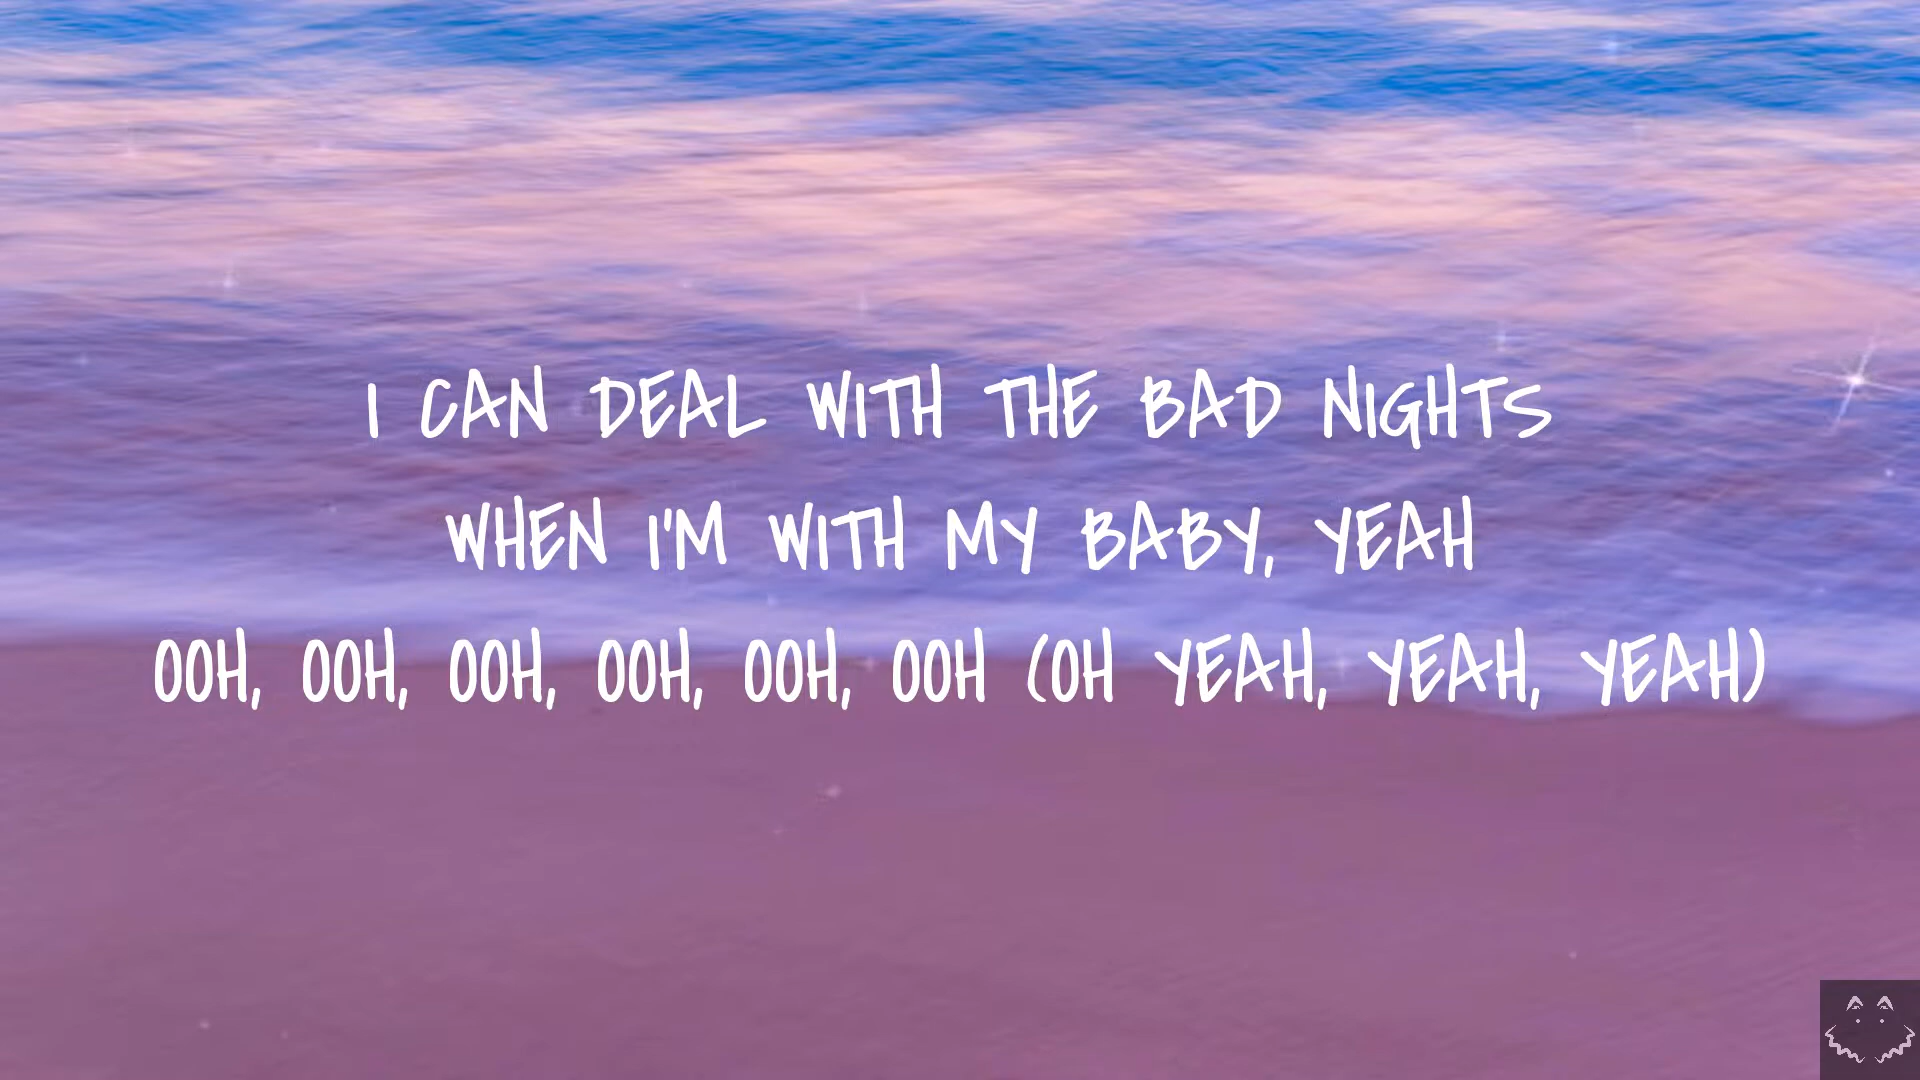 I CAN DEAL WITH THE BAD NIGHTS
WHEN I'M WITH MY BABY, YEAH
OOH, OOH, OOH, OOH, OOH, OOH (OH YEAH, YEAH, YEAH)